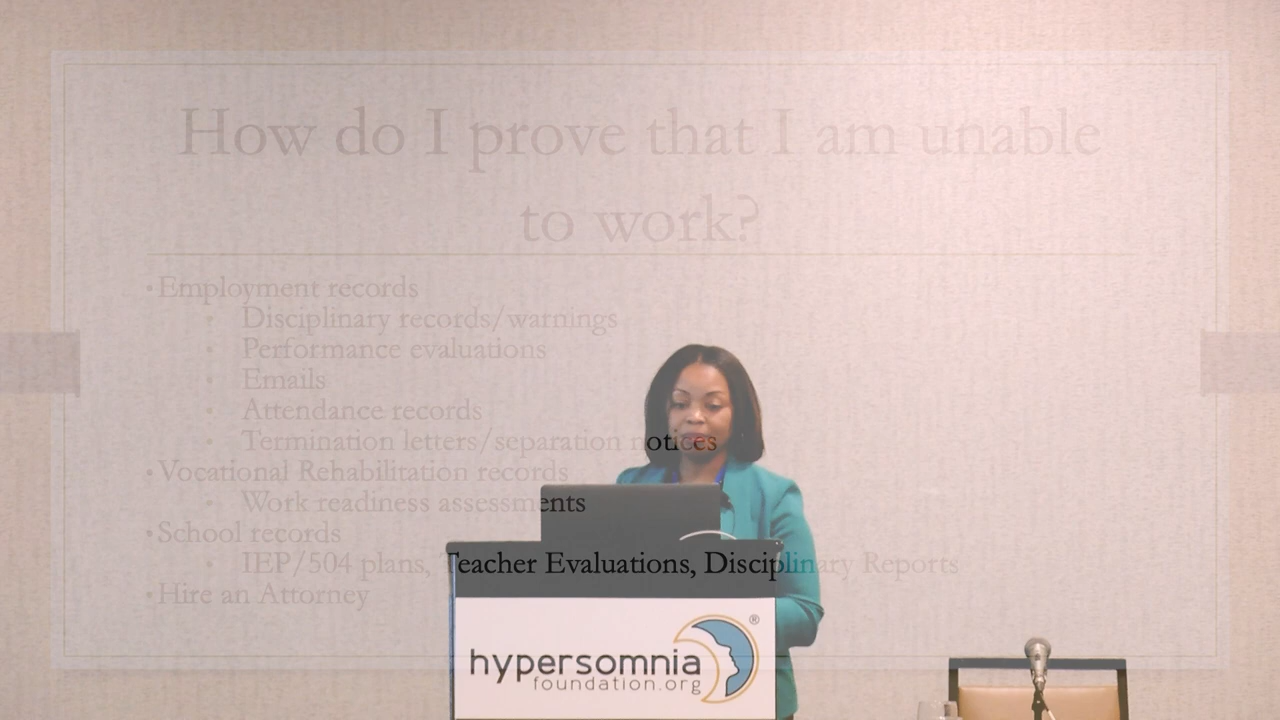 How do I prove that I am unable
to work?
• Employment records
• Disciplinary records/warnings
• Performance evaluations
• Emails
• Attendance records
• Termination letters/separation notices
• Vocational Rehabilitation records
• Work readiness assessments
• School records
• IEP/504 plans, Teacher Evaluations, Disciplinary Reports
• Hire an Attorney
hypersomnia ®
foundation.org